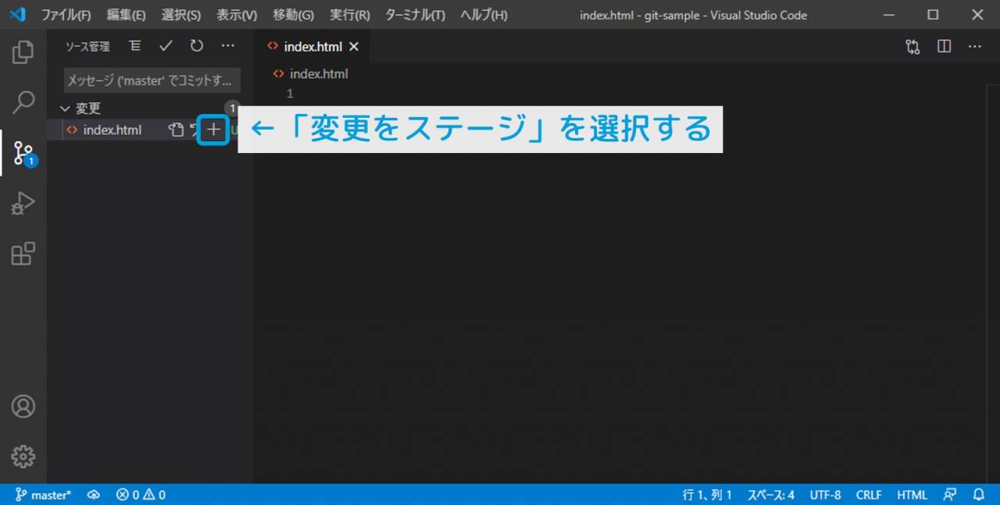 ファイル(F) 編集(E) 選択(S) 表示(V) 移動(G) 実行(R) ターミナル(T) ヘルプ(H) index.html - git-sample - Visual Studio Code
ソース管理
index.html
メッセージ ('master' でコミットす...
index.html
1
変更 1
index.html U
←「変更をステージ」を選択する
1
master* 0 0 行 1、列 1 スペース: 4 UTF-8 CRLF HTML